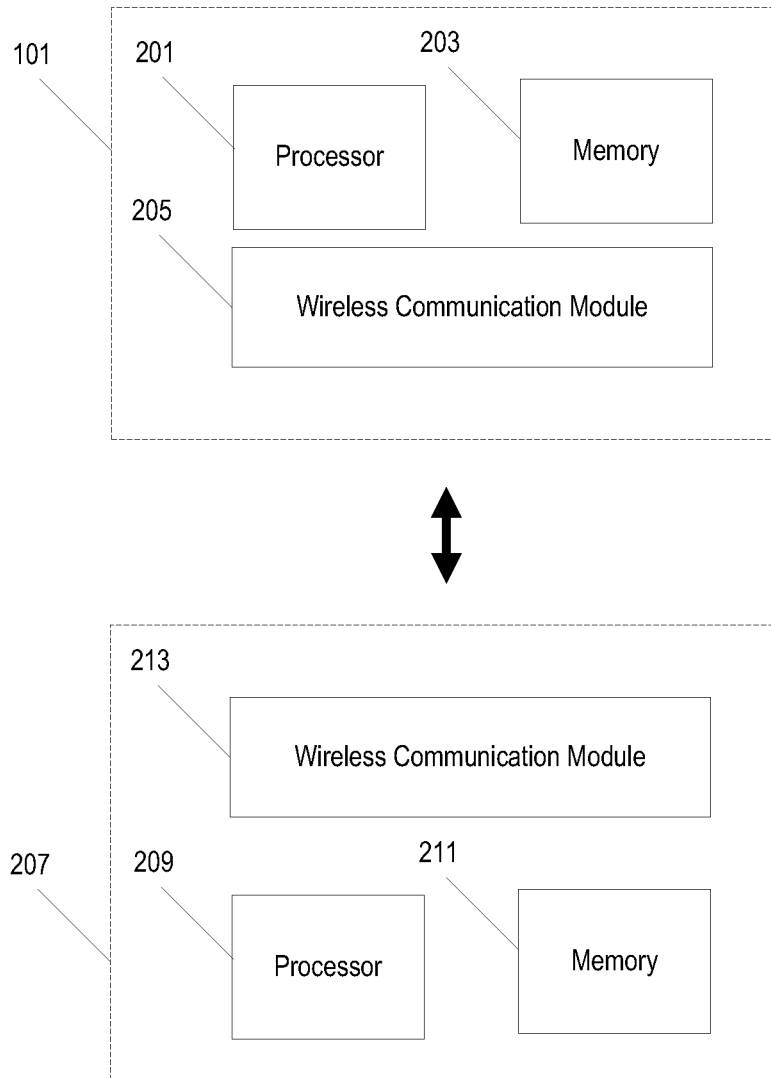 101
201
203
Processor
Memory
205
Wireless Communication Module
213
Wireless Communication Module
207
209
211
Processor
Memory